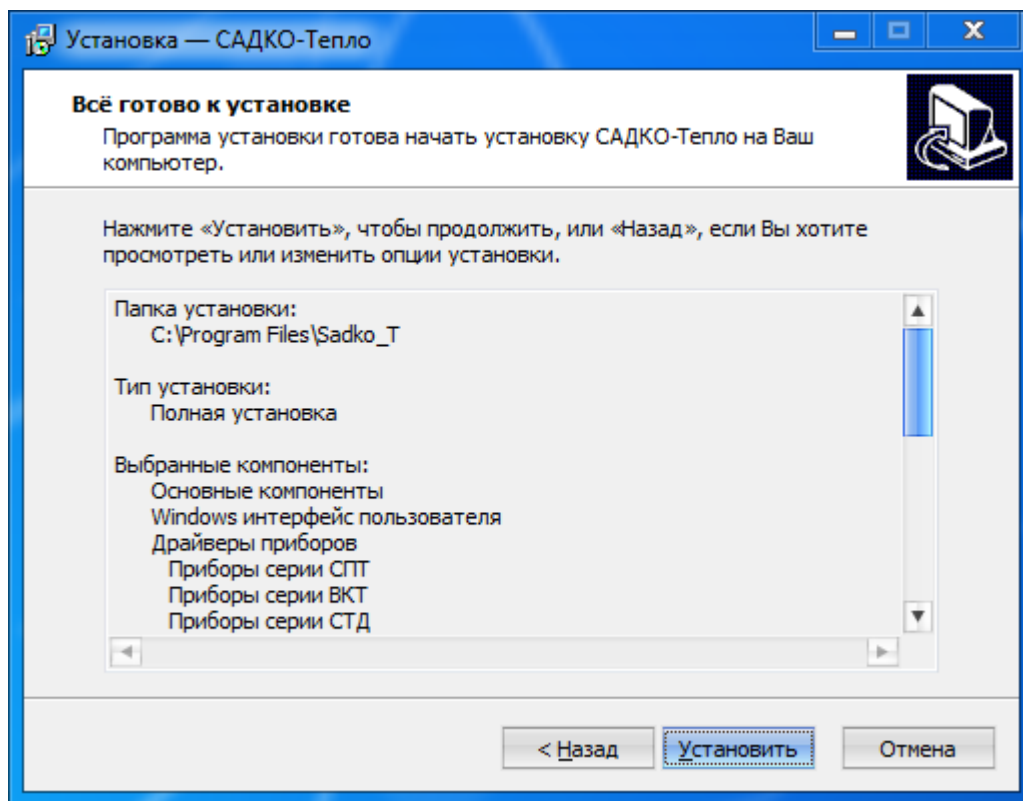 Установка — САДКО-Тепло
Всё готово к установке
Программа установки готова начать установку САДКО-Тепло на Ваш
компьютер.
Нажмите «Установить», чтобы продолжить, или «Назад», если Вы хотите
просмотреть или изменить опции установки.
Папка установки:
C:\Program Files\Sadko_T
Тип установки:
Полная установка
Выбранные компоненты:
Основные компоненты
Windows интерфейс пользователя
Драйверы приборов
Приборы серии СПТ
Приборы серии ВКТ
Приборы серии СТД
< Назад Установить Отмена